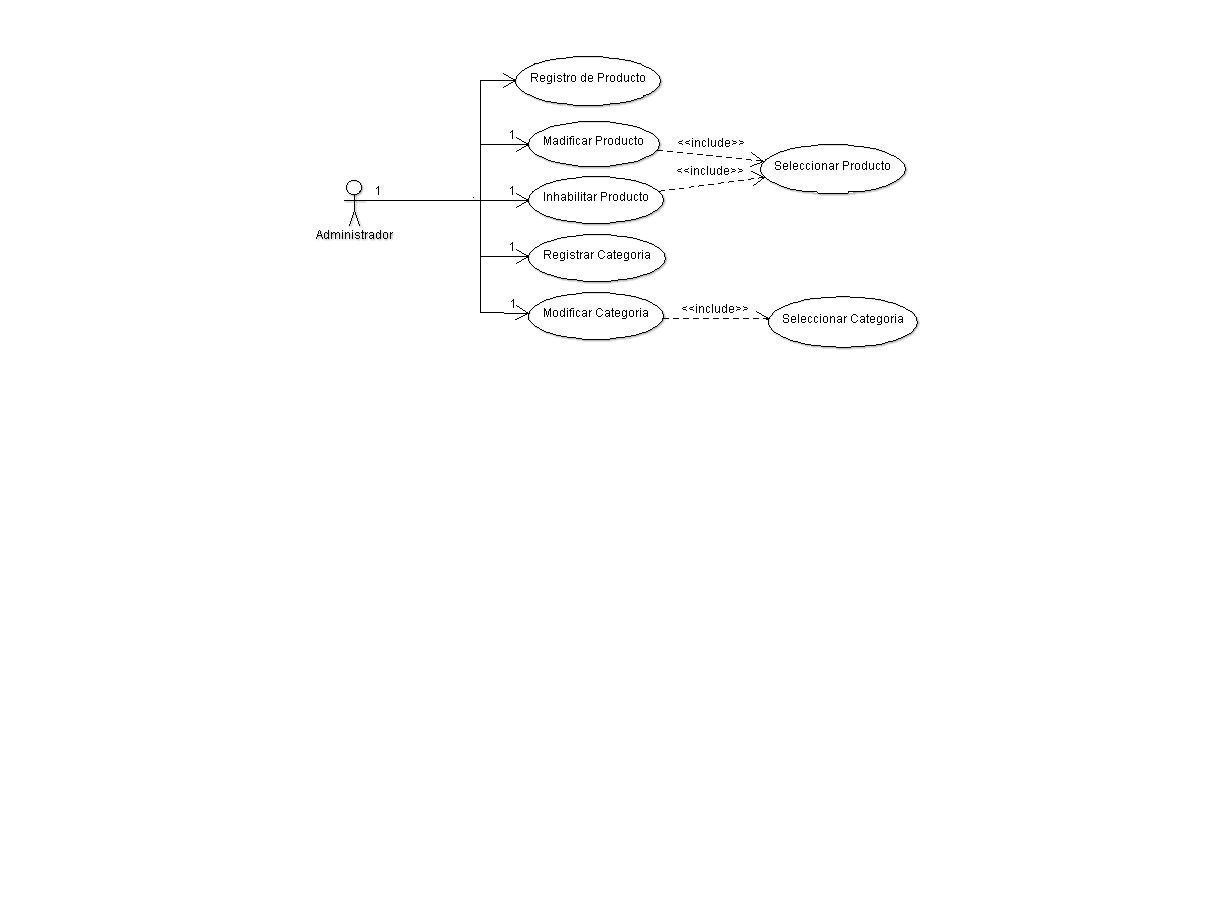 Registro de Producto
1
Madificar Producto
<<include>>
Seleccionar Producto
<<include>>
1
1
Inhabilitar Producto
Administrador
1
Registrar Categoria
1
Modificar Categoria
<<include>>
Seleccionar Categoria